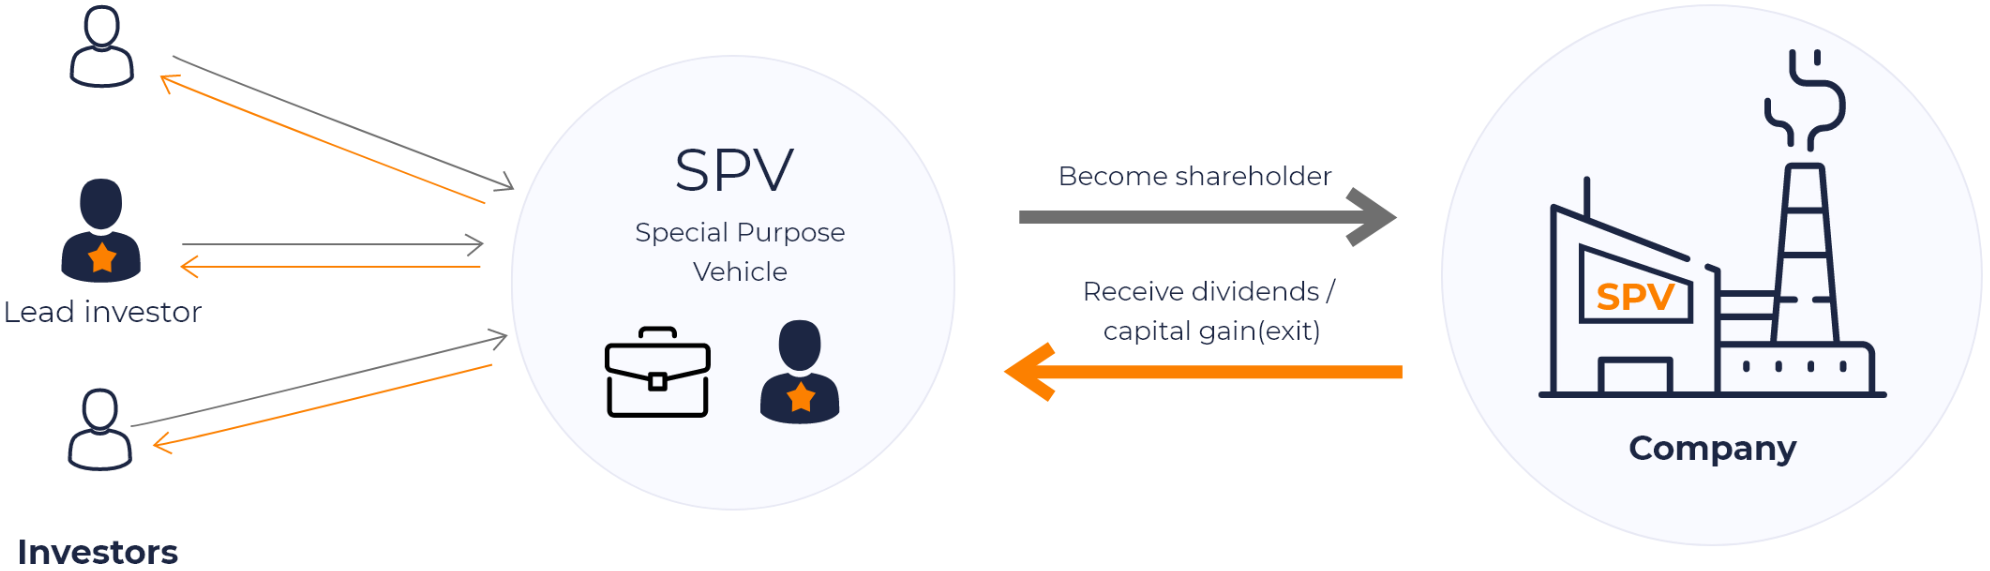 Lead investor
Investors
SPV
Special Purpose
Vehicle
Become shareholder
Receive dividends /
capital gain(exit)
SPV
Company